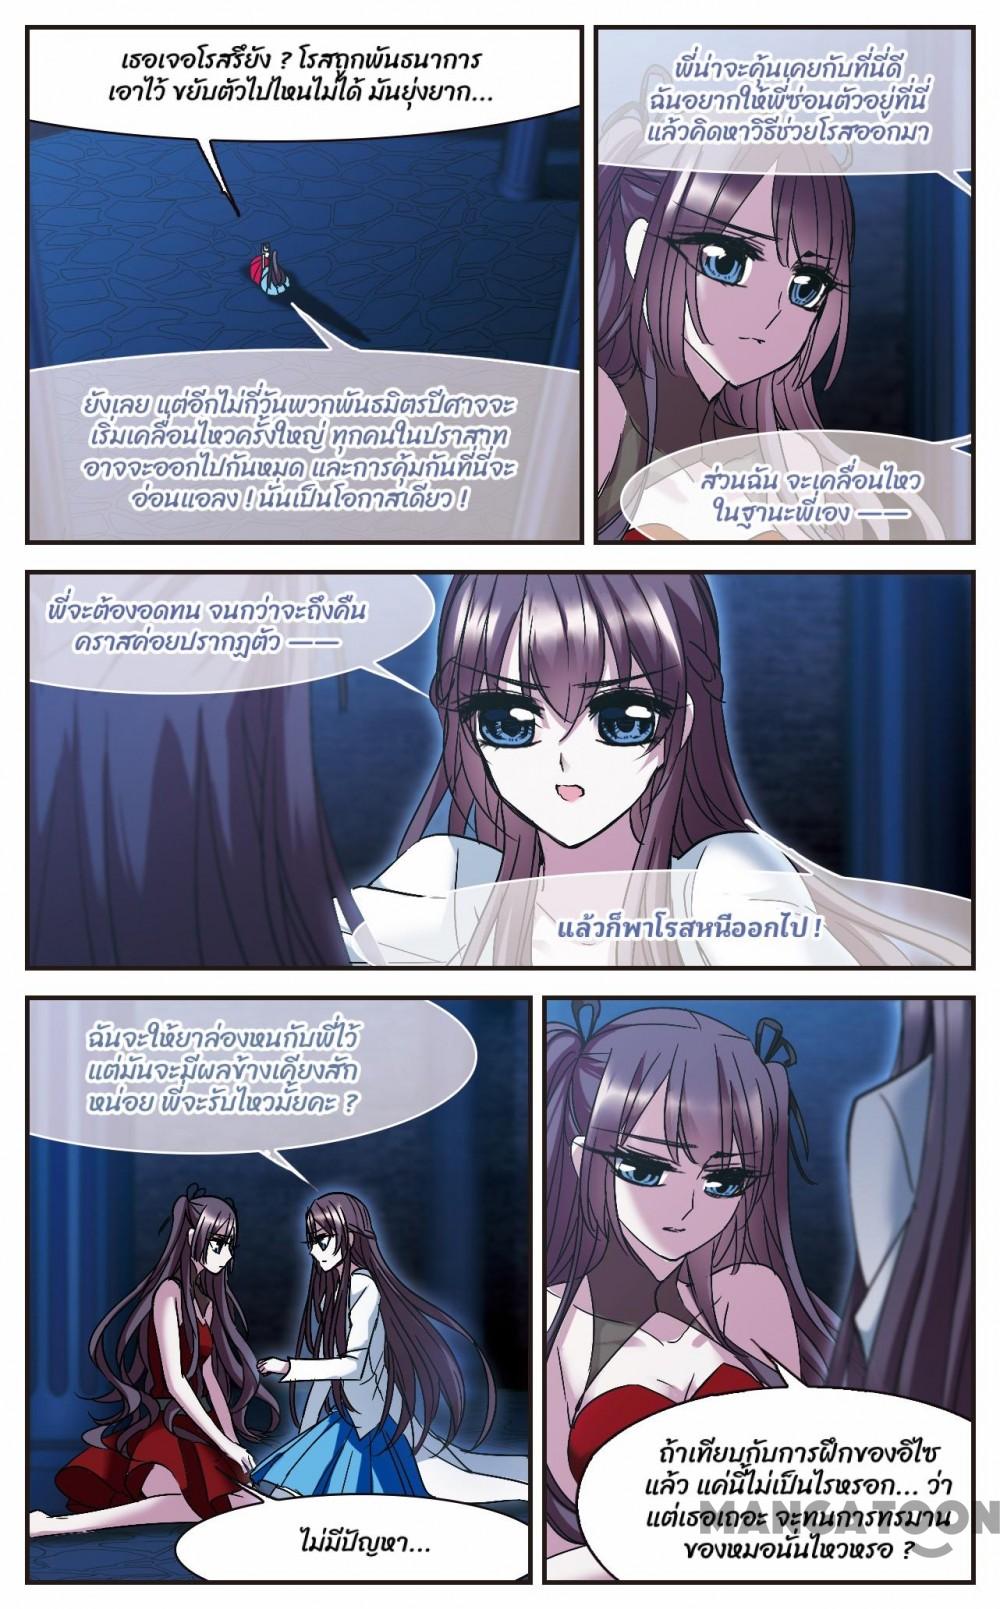 เธอเจอโรสรึยัง ? โรสถูกพันธนาการ
เอาไว้ ขยับตัวไปไหนไม่ได้ มันยุ่งยาก...
ยังเลย แต่อีกไม่กี่วันพวกพันธมิตรปีศาจจะ
เริ่มเคลื่อนไหวครั้งใหญ่ ทุกคนในปราสาท
อาจจะออกไปกันหมด และการคุ้มกันที่นี่จะ
อ่อนแอลง ! นั่นเป็นโอกาสเดียว !
พี่น่าจะคุ้นเคยกับที่นี่ดี
ฉันอยากให้พี่ซ่อนตัวอยู่ที่นี่
แล้วคิดหาวิธีช่วยโรสออกมา
ส่วนฉัน จะเคลื่อนไหว
ในฐานะพี่เอง ——
พี่จะต้องอดทน จนกว่าจะถึงคืน
คราสค่อยปรากฏตัว ——
แล้วก็พาโรสหนีออกไป !
ฉันจะให้ยาล่องหนกับพี่ไว้
แต่มันจะมีผลข้างเคียงสัก
หน่อย พี่จะรับไหวมั้ยคะ ?
ไม่มีปัญหา...
ถ้าเทียบกับการฝึกของอีไซ
แล้ว แค่นี้ไม่เป็นไรหรอก... ว่า
แต่เธอเถอะ จะทนการทรมาน
ของหมอนั่นไหวหรอ ?
MANGATOON